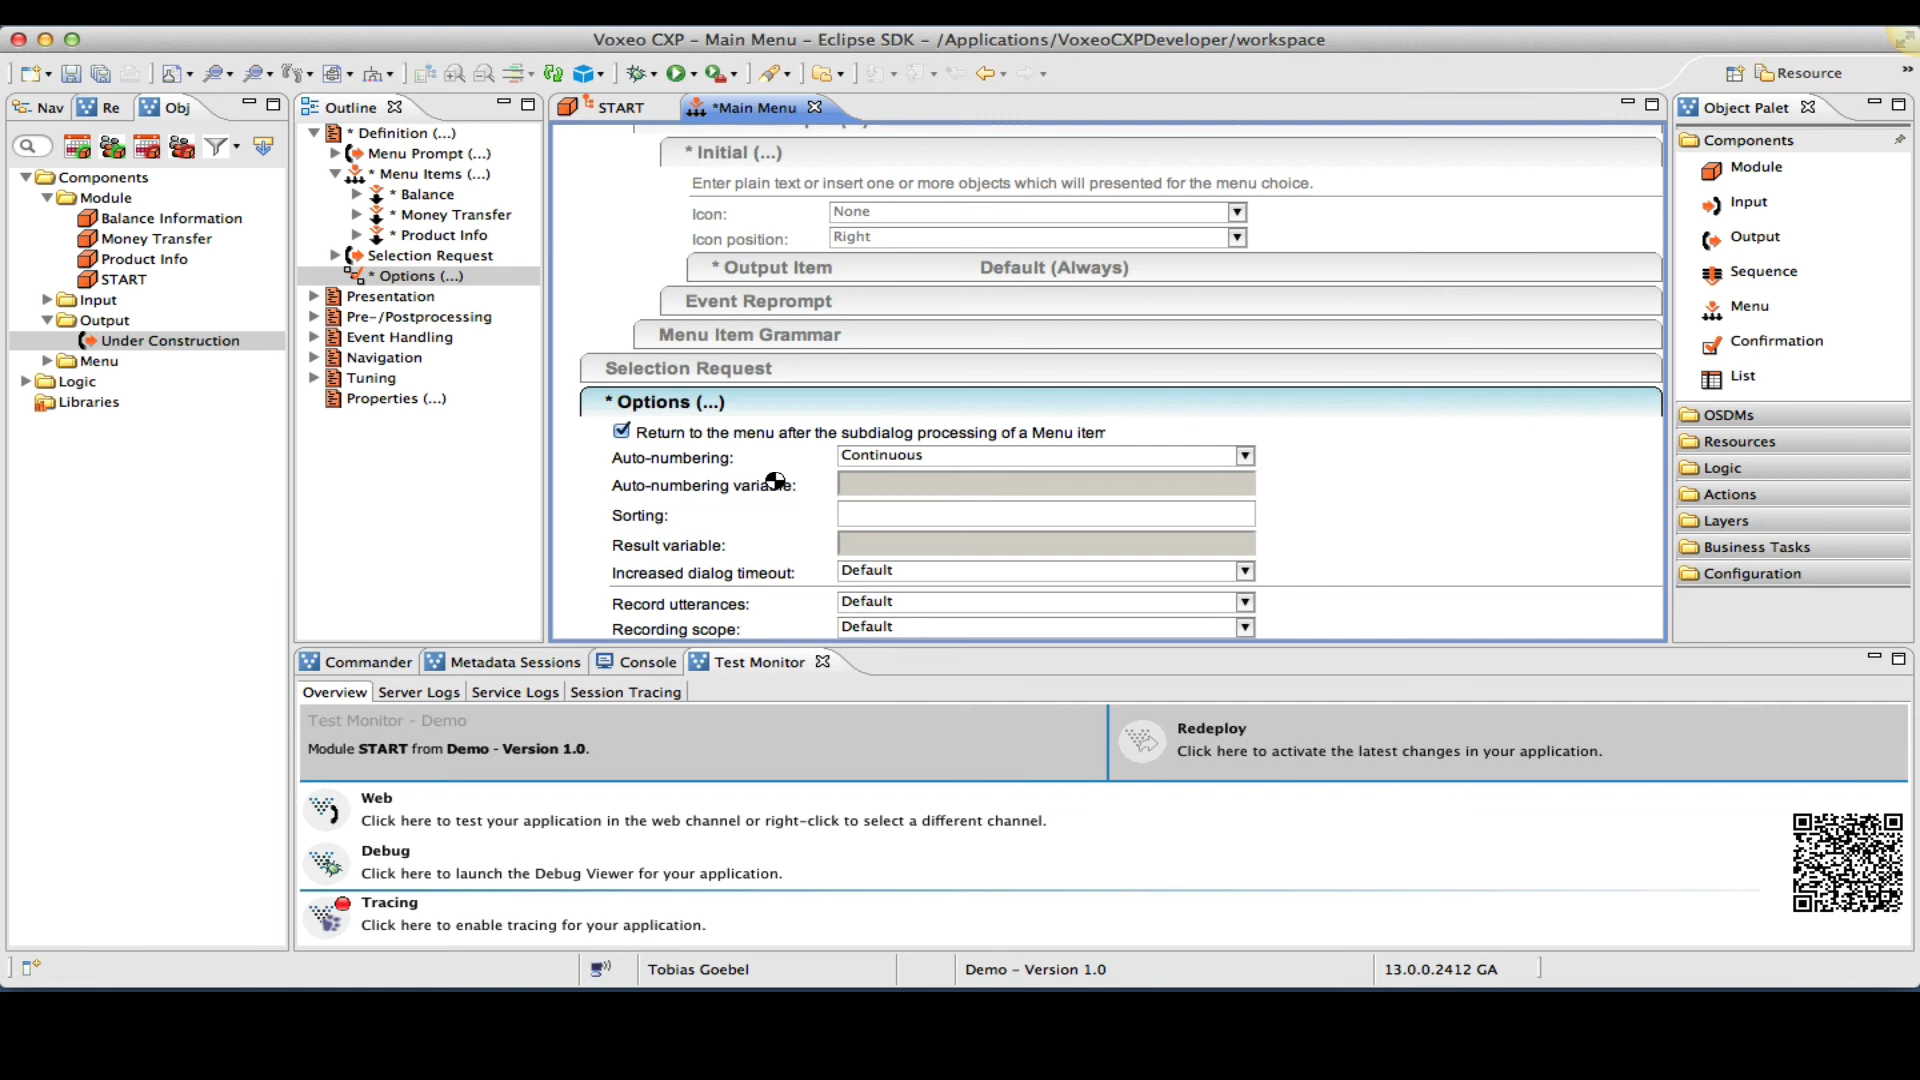 Voxeo CXP - Main Menu - Eclipse SDK - /Applications/VoxeoCXPDeveloper/workspace
Resource
Nav
Re
Obj
Components
Module
Balance Information
Money Transfer
Product Info
START
Input
Output
Under Construction
Menu
Logic
Libraries
Outline
* Definition (...)
Menu Prompt (...)
* Menu Items (...)
* Balance
* Money Transfer
* Product Info
Selection Request
* Options (...)
Presentation
Pre-/Postprocessing
Event Handling
Navigation
Tuning
Properties (...)
START
*Main Menu
* Initial (...)
Enter plain text or insert one or more objects which will presented for the menu choice.
Icon: None
Icon position: Right
* Output Item Default (Always)
Event Reprompt
Menu Item Grammar
Selection Request
* Options (...)
Return to the menu after the subdialog processing of a Menu item
Auto-numbering: Continuous
Auto-numbering variable:
Sorting:
Result variable:
Increased dialog timeout: Default
Record utterances: Default
Recording scope: Default
Object Palet
Components
Module
Input
Output
Sequence
Menu
Confirmation
List
OSDMs
Resources
Logic
Actions
Layers
Business Tasks
Configuration
Commander
Metadata Sessions
Console
Test Monitor
Overview
Server Logs
Service Logs
Session Tracing
Test Monitor - Demo
Module START from Demo - Version 1.0.
Redeploy
Click here to activate the latest changes in your application.
Web
Click here to test your application in the web channel or right-click to select a different channel.
Debug
Click here to launch the Debug Viewer for your application.
Tracing
Click here to enable tracing for your application.
Tobias Goebel
Demo - Version 1.0
13.0.0.2412 GA